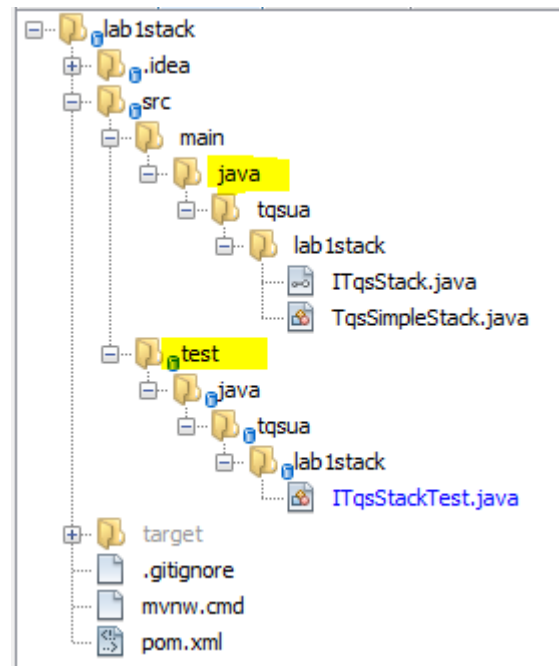 lab1stack
.idea
src
main
java
tqsua
lab1stack
ITqsStack.java
TqsSimpleStack.java
test
java
tqsua
lab1stack
ITqsStackTest.java
target
.gitignore
mvnw.cmd
pom.xml